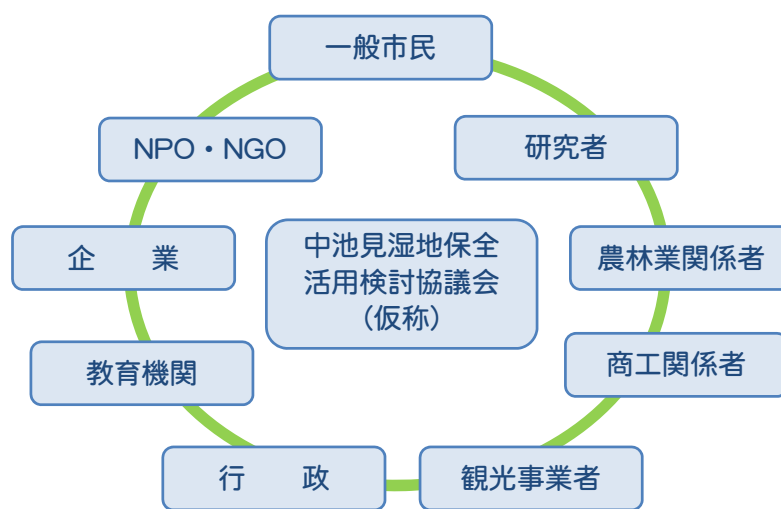 一般市民
NPO・NGO
研究者
企　　業
中池見湿地保全
活用検討協議会
（仮称）
農林業関係者
教育機関
商工関係者
行　　政
観光事業者